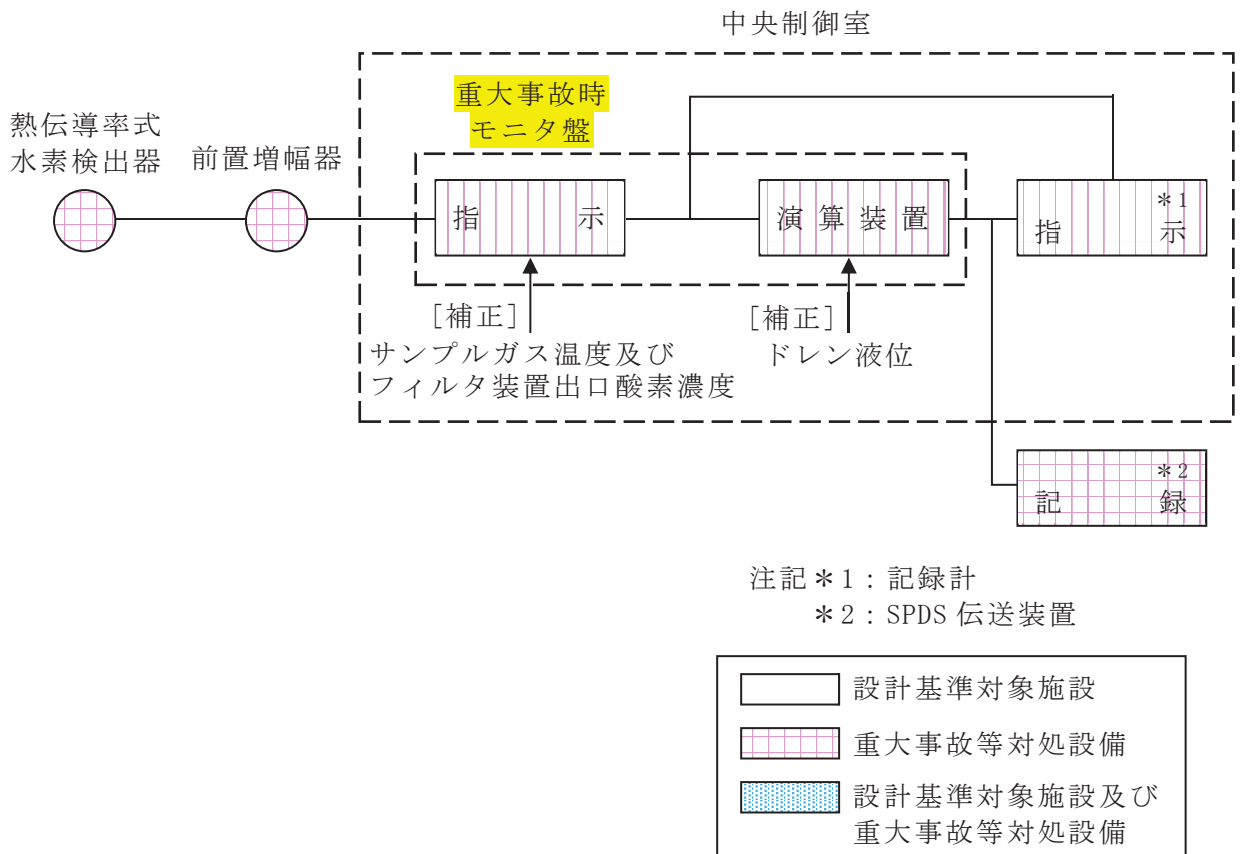 中央制御室
重大事故時
モニタ盤
熱伝導率式
水素検出器
前置増幅器
指示
演算装置
指示*1
[補正]
サンプルガス温度及び
フィルタ装置出口酸素濃度
[補正]
ドレン液位
記録*2
注記*1：記録計
*2：SPDS 伝送装置
設計基準対象施設
重大事故等対処設備
設計基準対象施設及び
重大事故等対処設備